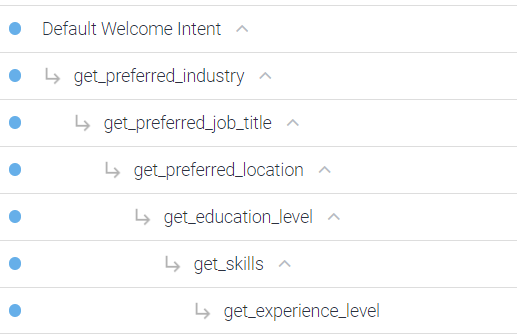 Default Welcome Intent
get_preferred_industry
get_preferred_job_title
get_preferred_location
get_education_level
get_skills
get_experience_level